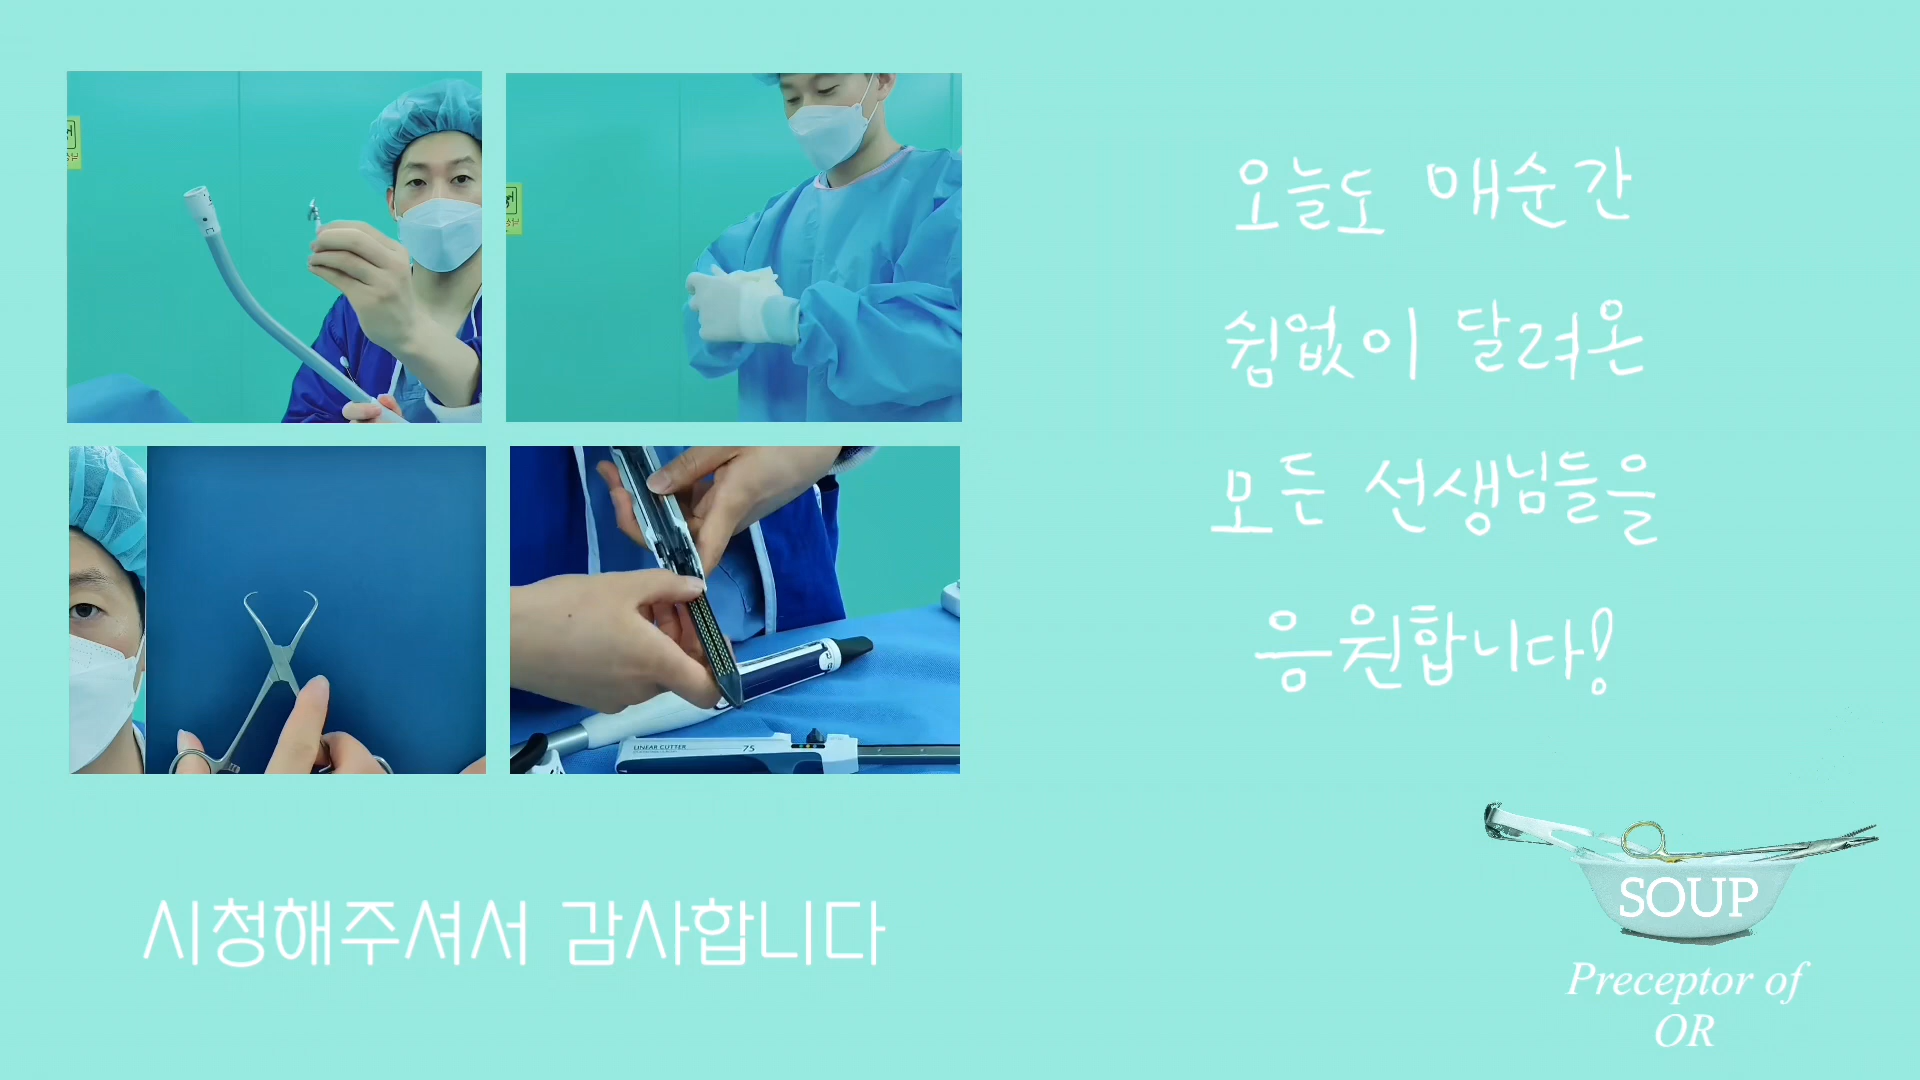 오늘도 매순간
쉼없이 달려온
모든 선생님들을
응원합니다!
LINEAR CUTTER
75
시청해주셔서 감사합니다
SOUP
Preceptor of
OR